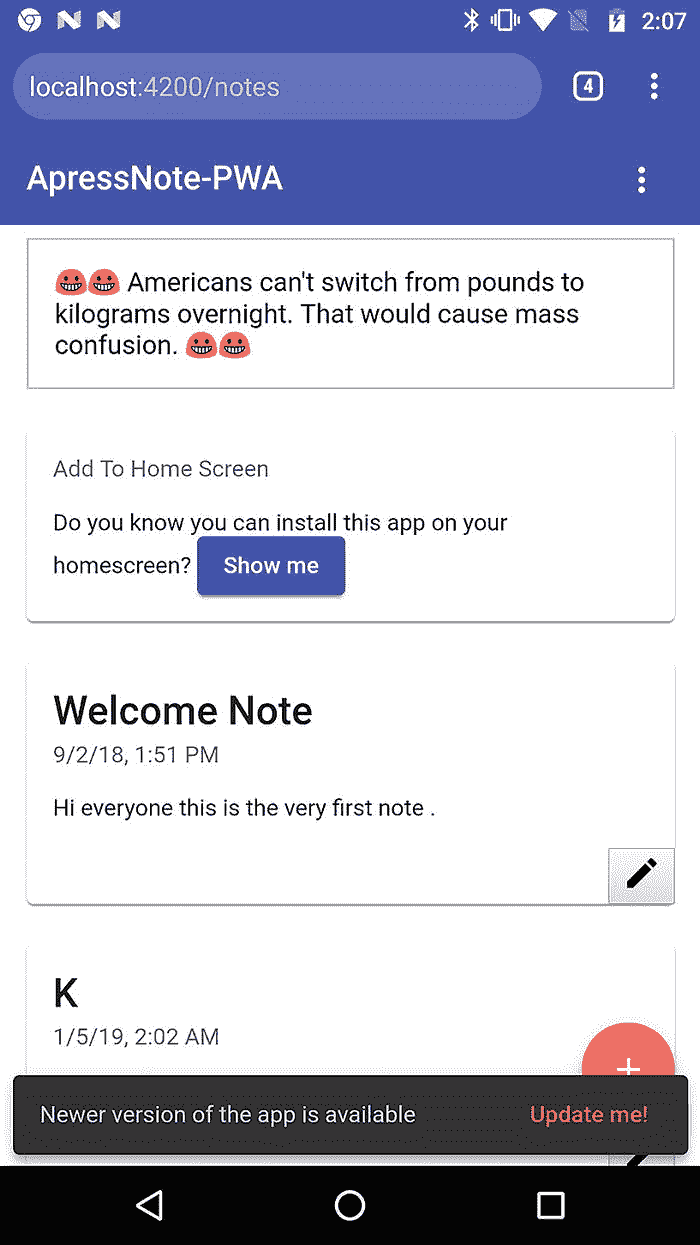 2:07
localhost:4200/notes
4
ApressNote-PWA
😀😀 Americans can't switch from pounds to
kilograms overnight. That would cause mass
confusion. 😀😀
Add To Home Screen
Do you know you can install this app on your
homescreen? Show me
Welcome Note
9/2/18, 1:51 PM
Hi everyone this is the very first note .
K
1/5/19, 2:02 AM
+
Newer version of the app is available Update me!